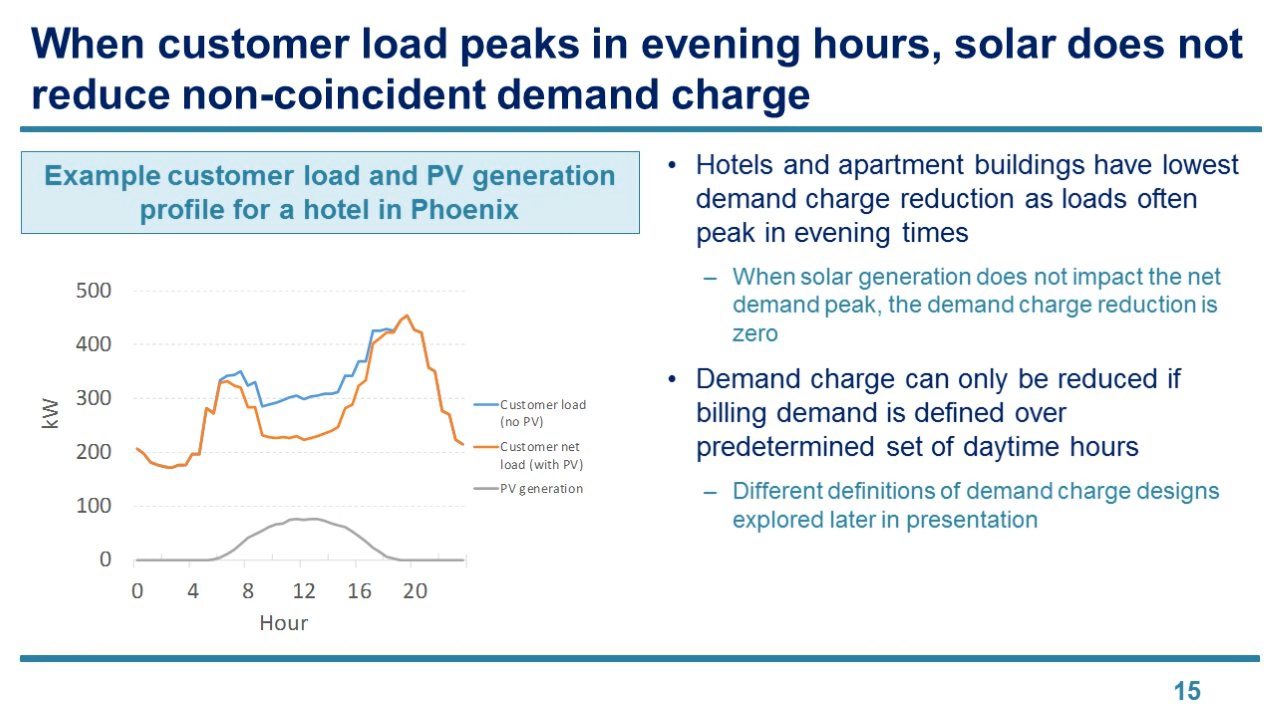 When customer load peaks in evening hours, solar does not
reduce non-coincident demand charge
Example customer load and PV generation
profile for a hotel in Phoenix
500
400
300
200
100
0
kW
0 4 8 12 16 20
Hour
Customer load
(no PV)
Customer net
load (with PV)
PV generation
• Hotels and apartment buildings have lowest
demand charge reduction as loads often
peak in evening times
– When solar generation does not impact the net
demand peak, the demand charge reduction is
zero
• Demand charge can only be reduced if
billing demand is defined over
predetermined set of daytime hours
– Different definitions of demand charge designs
explored later in presentation
15